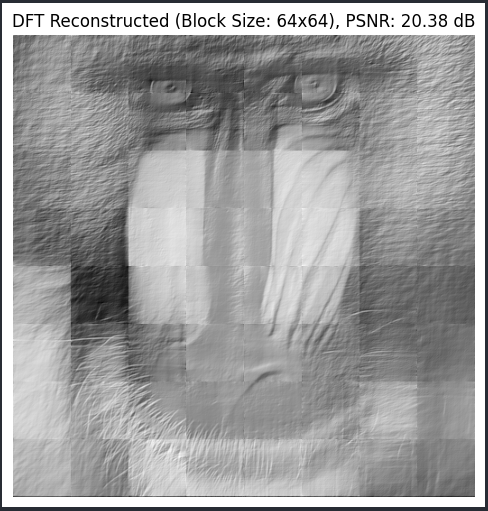 DFT Reconstructed (Block Size: 64x64), PSNR: 20.38 dB